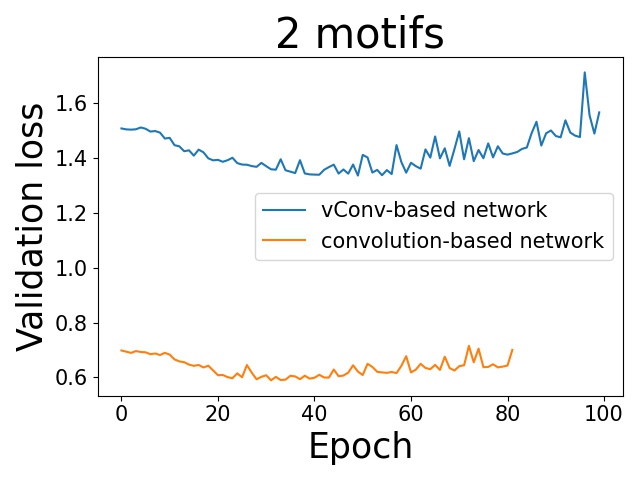 2 motifs
Validation loss
1.6
1.4
1.2
1.0
0.8
0.6
vConv-based network
convolution-based network
0 20 40 60 80 100
Epoch